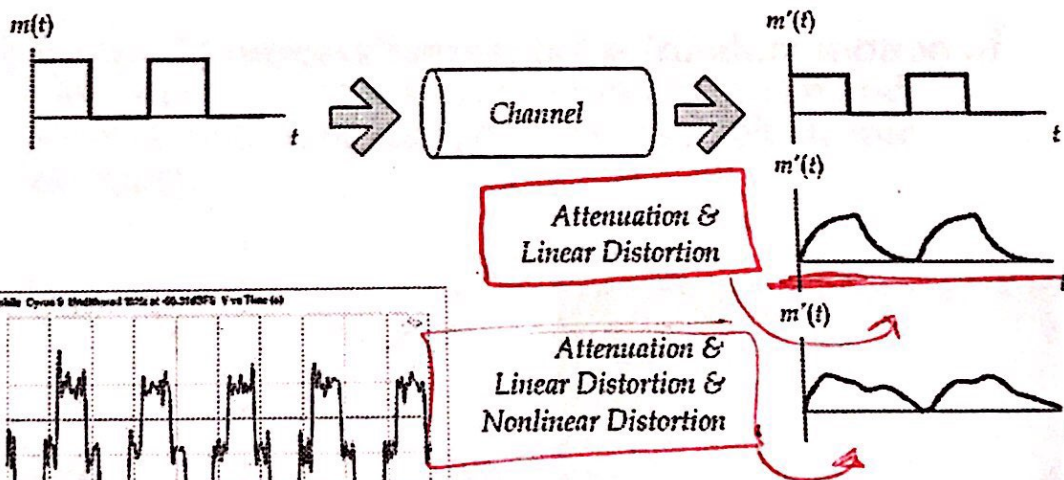 m(t)
m'(t)
Channel
t
t
m'(t)
Attenuation &
Linear Distortion
t
m'(t)
Attenuation &
Linear Distortion &
Nonlinear Distortion